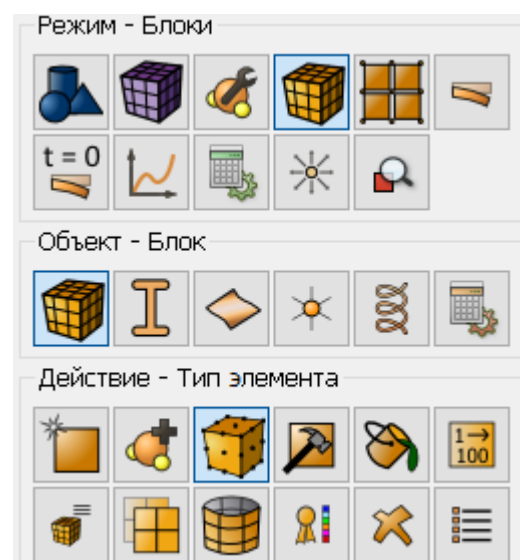 Режим - Блоки
t = 0
Объект - Блок
Действие - Тип элемента
1→
100